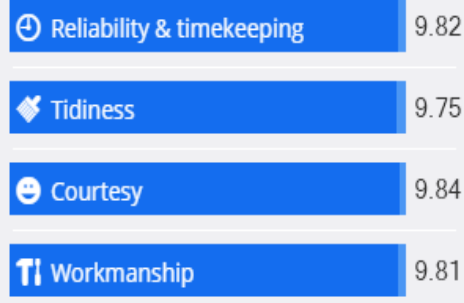 Reliability & timekeeping 9.82
Tidiness 9.75
Courtesy 9.84
Workmanship 9.81